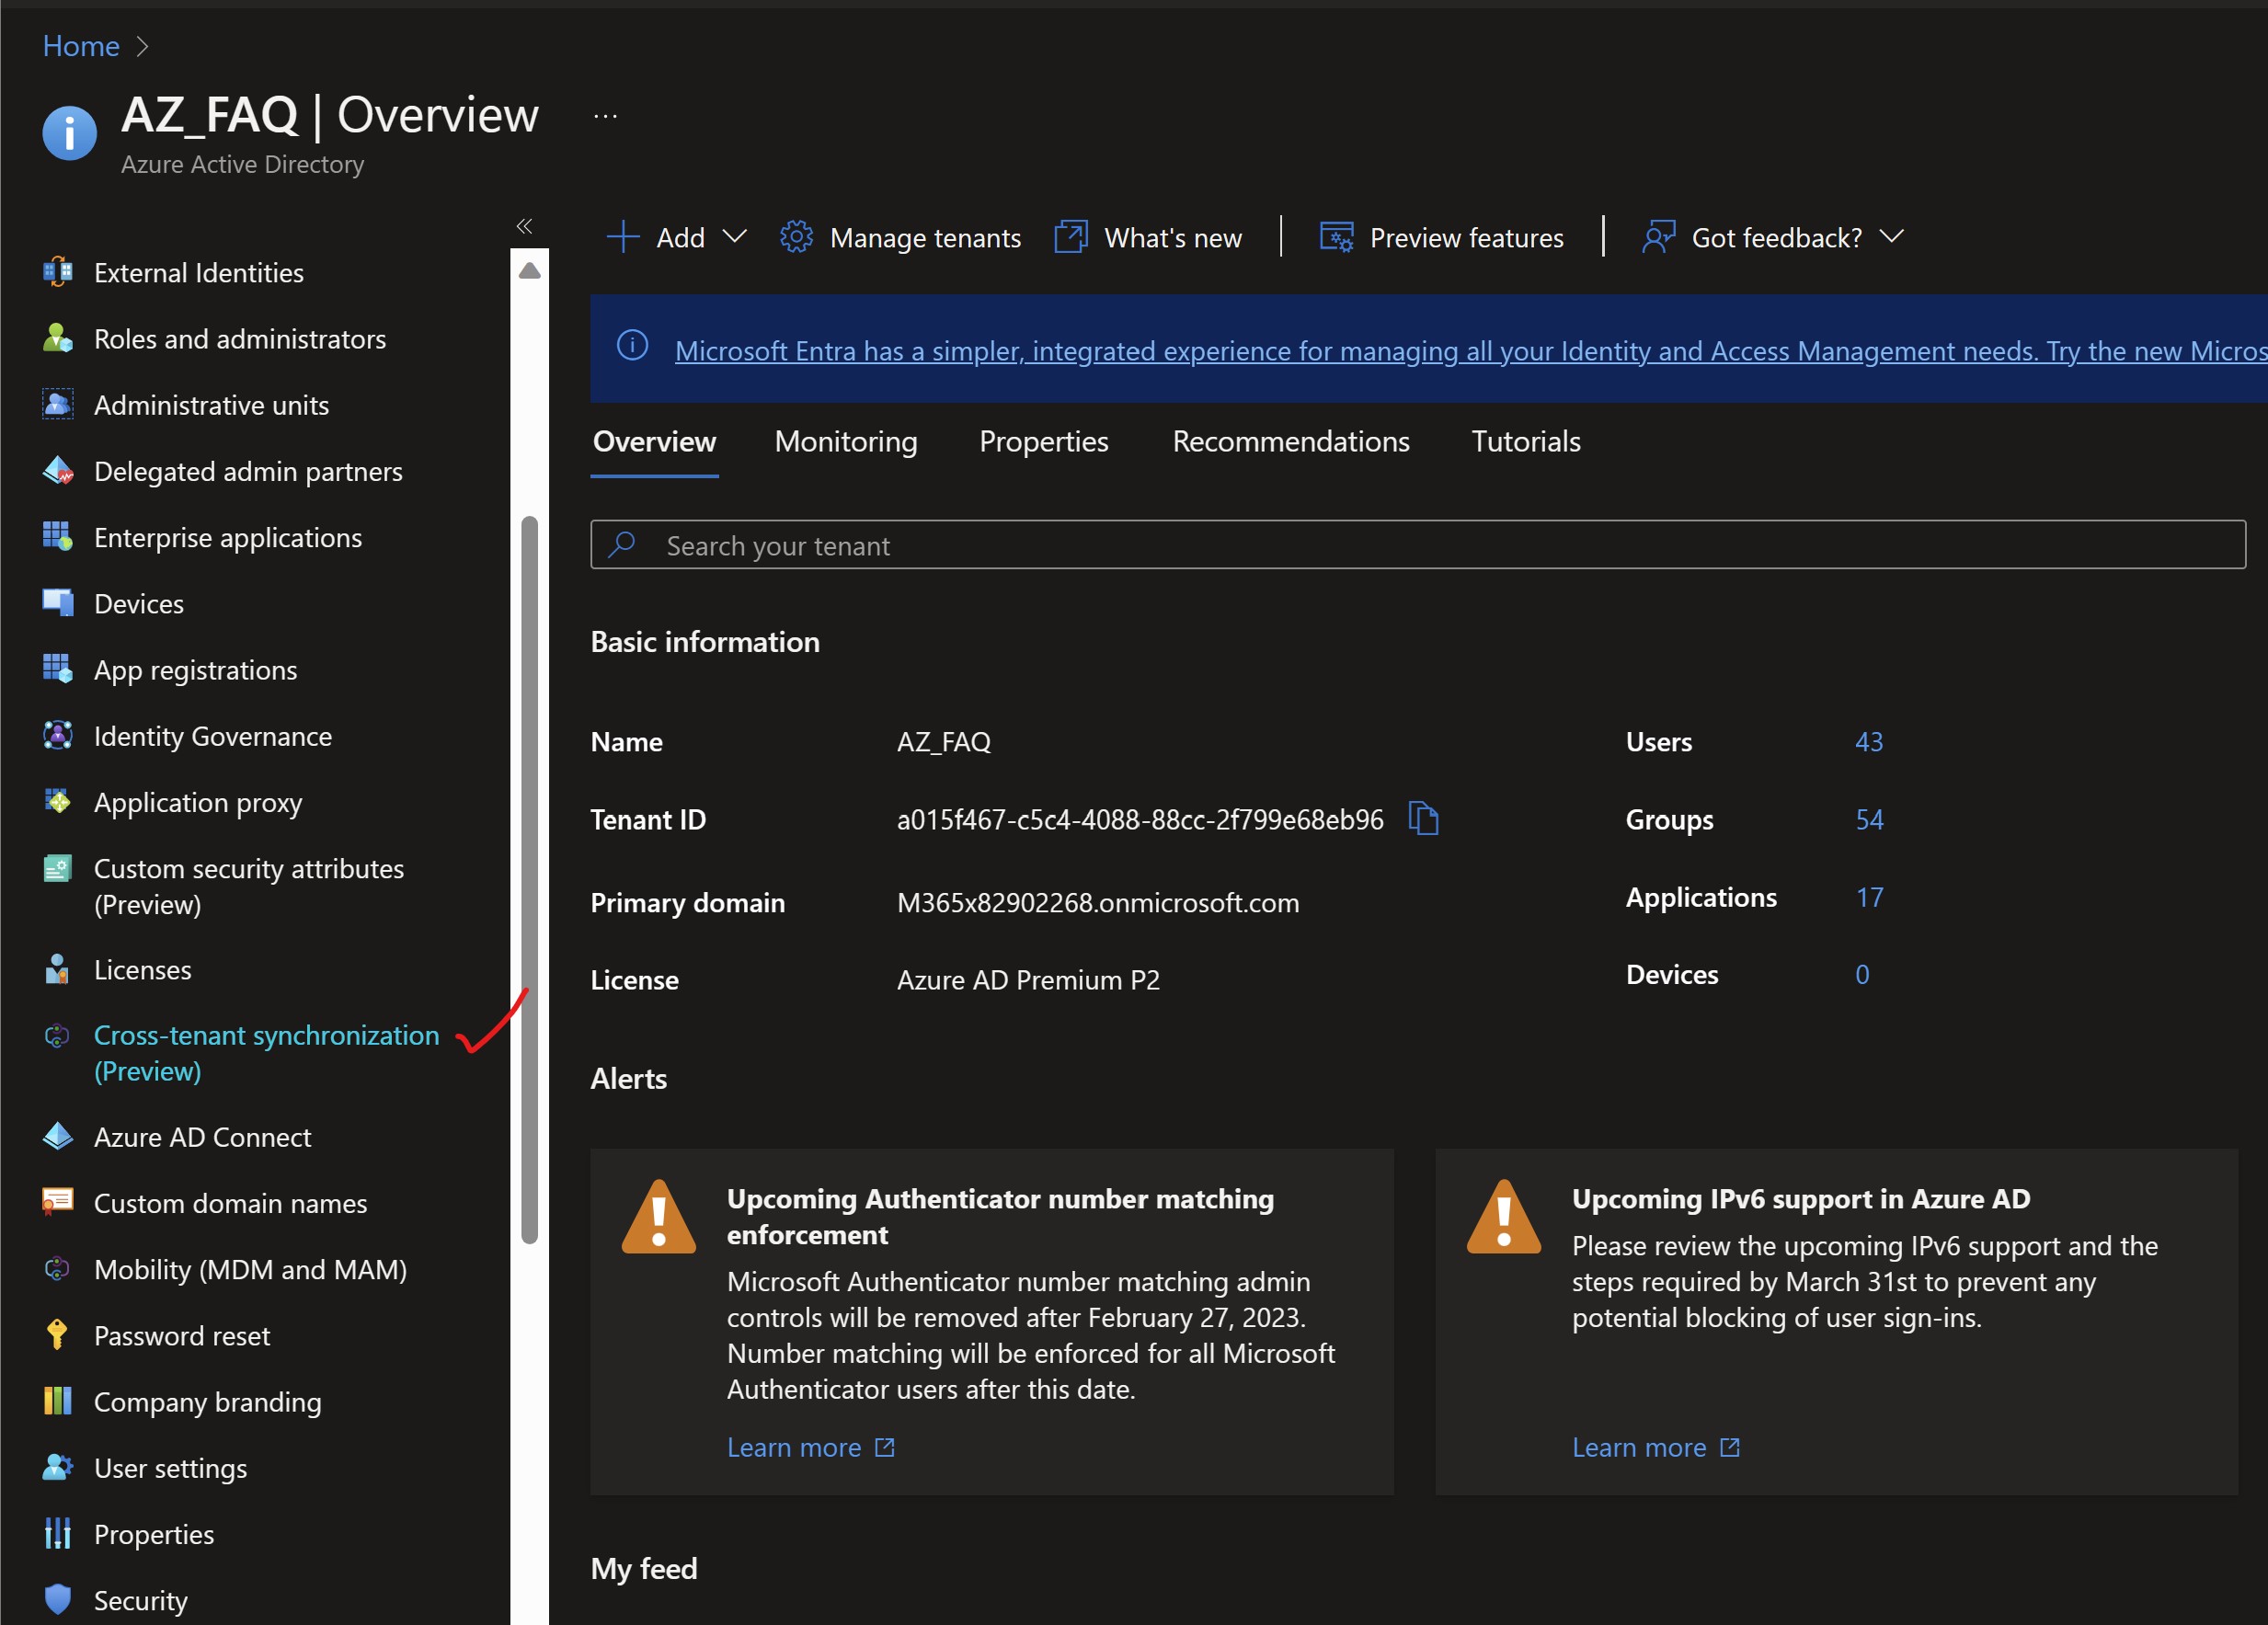 Home
AZ_FAQ | Overview
...
Azure Active Directory
External Identities
Roles and administrators
Administrative units
Delegated admin partners
Enterprise applications
Devices
App registrations
Identity Governance
Application proxy
Custom security attributes
(Preview)
Licenses
Cross-tenant synchronization
(Preview)
Azure AD Connect
Custom domain names
Mobility (MDM and MAM)
Password reset
Company branding
User settings
Properties
Security
Add
Manage tenants
What's new
Preview features
Got feedback?
Microsoft Entra has a simpler, integrated experience for managing all your Identity and Access Management needs. Try the new Micros
Overview
Monitoring
Properties
Recommendations
Tutorials
Search your tenant
Basic information
Name
AZ_FAQ
Users
43
Tenant ID
a015f467-c5c4-4088-88cc-2f799e68eb96
Groups
54
Primary domain
M365x82902268.onmicrosoft.com
Applications
17
License
Azure AD Premium P2
Devices
0
Alerts
Upcoming Authenticator number matching
enforcement
Microsoft Authenticator number matching admin
controls will be removed after February 27, 2023.
Number matching will be enforced for all Microsoft
Authenticator users after this date.
Learn more
Upcoming IPv6 support in Azure AD
Please review the upcoming IPv6 support and the
steps required by March 31st to prevent any
potential blocking of user sign-ins.
Learn more
My feed